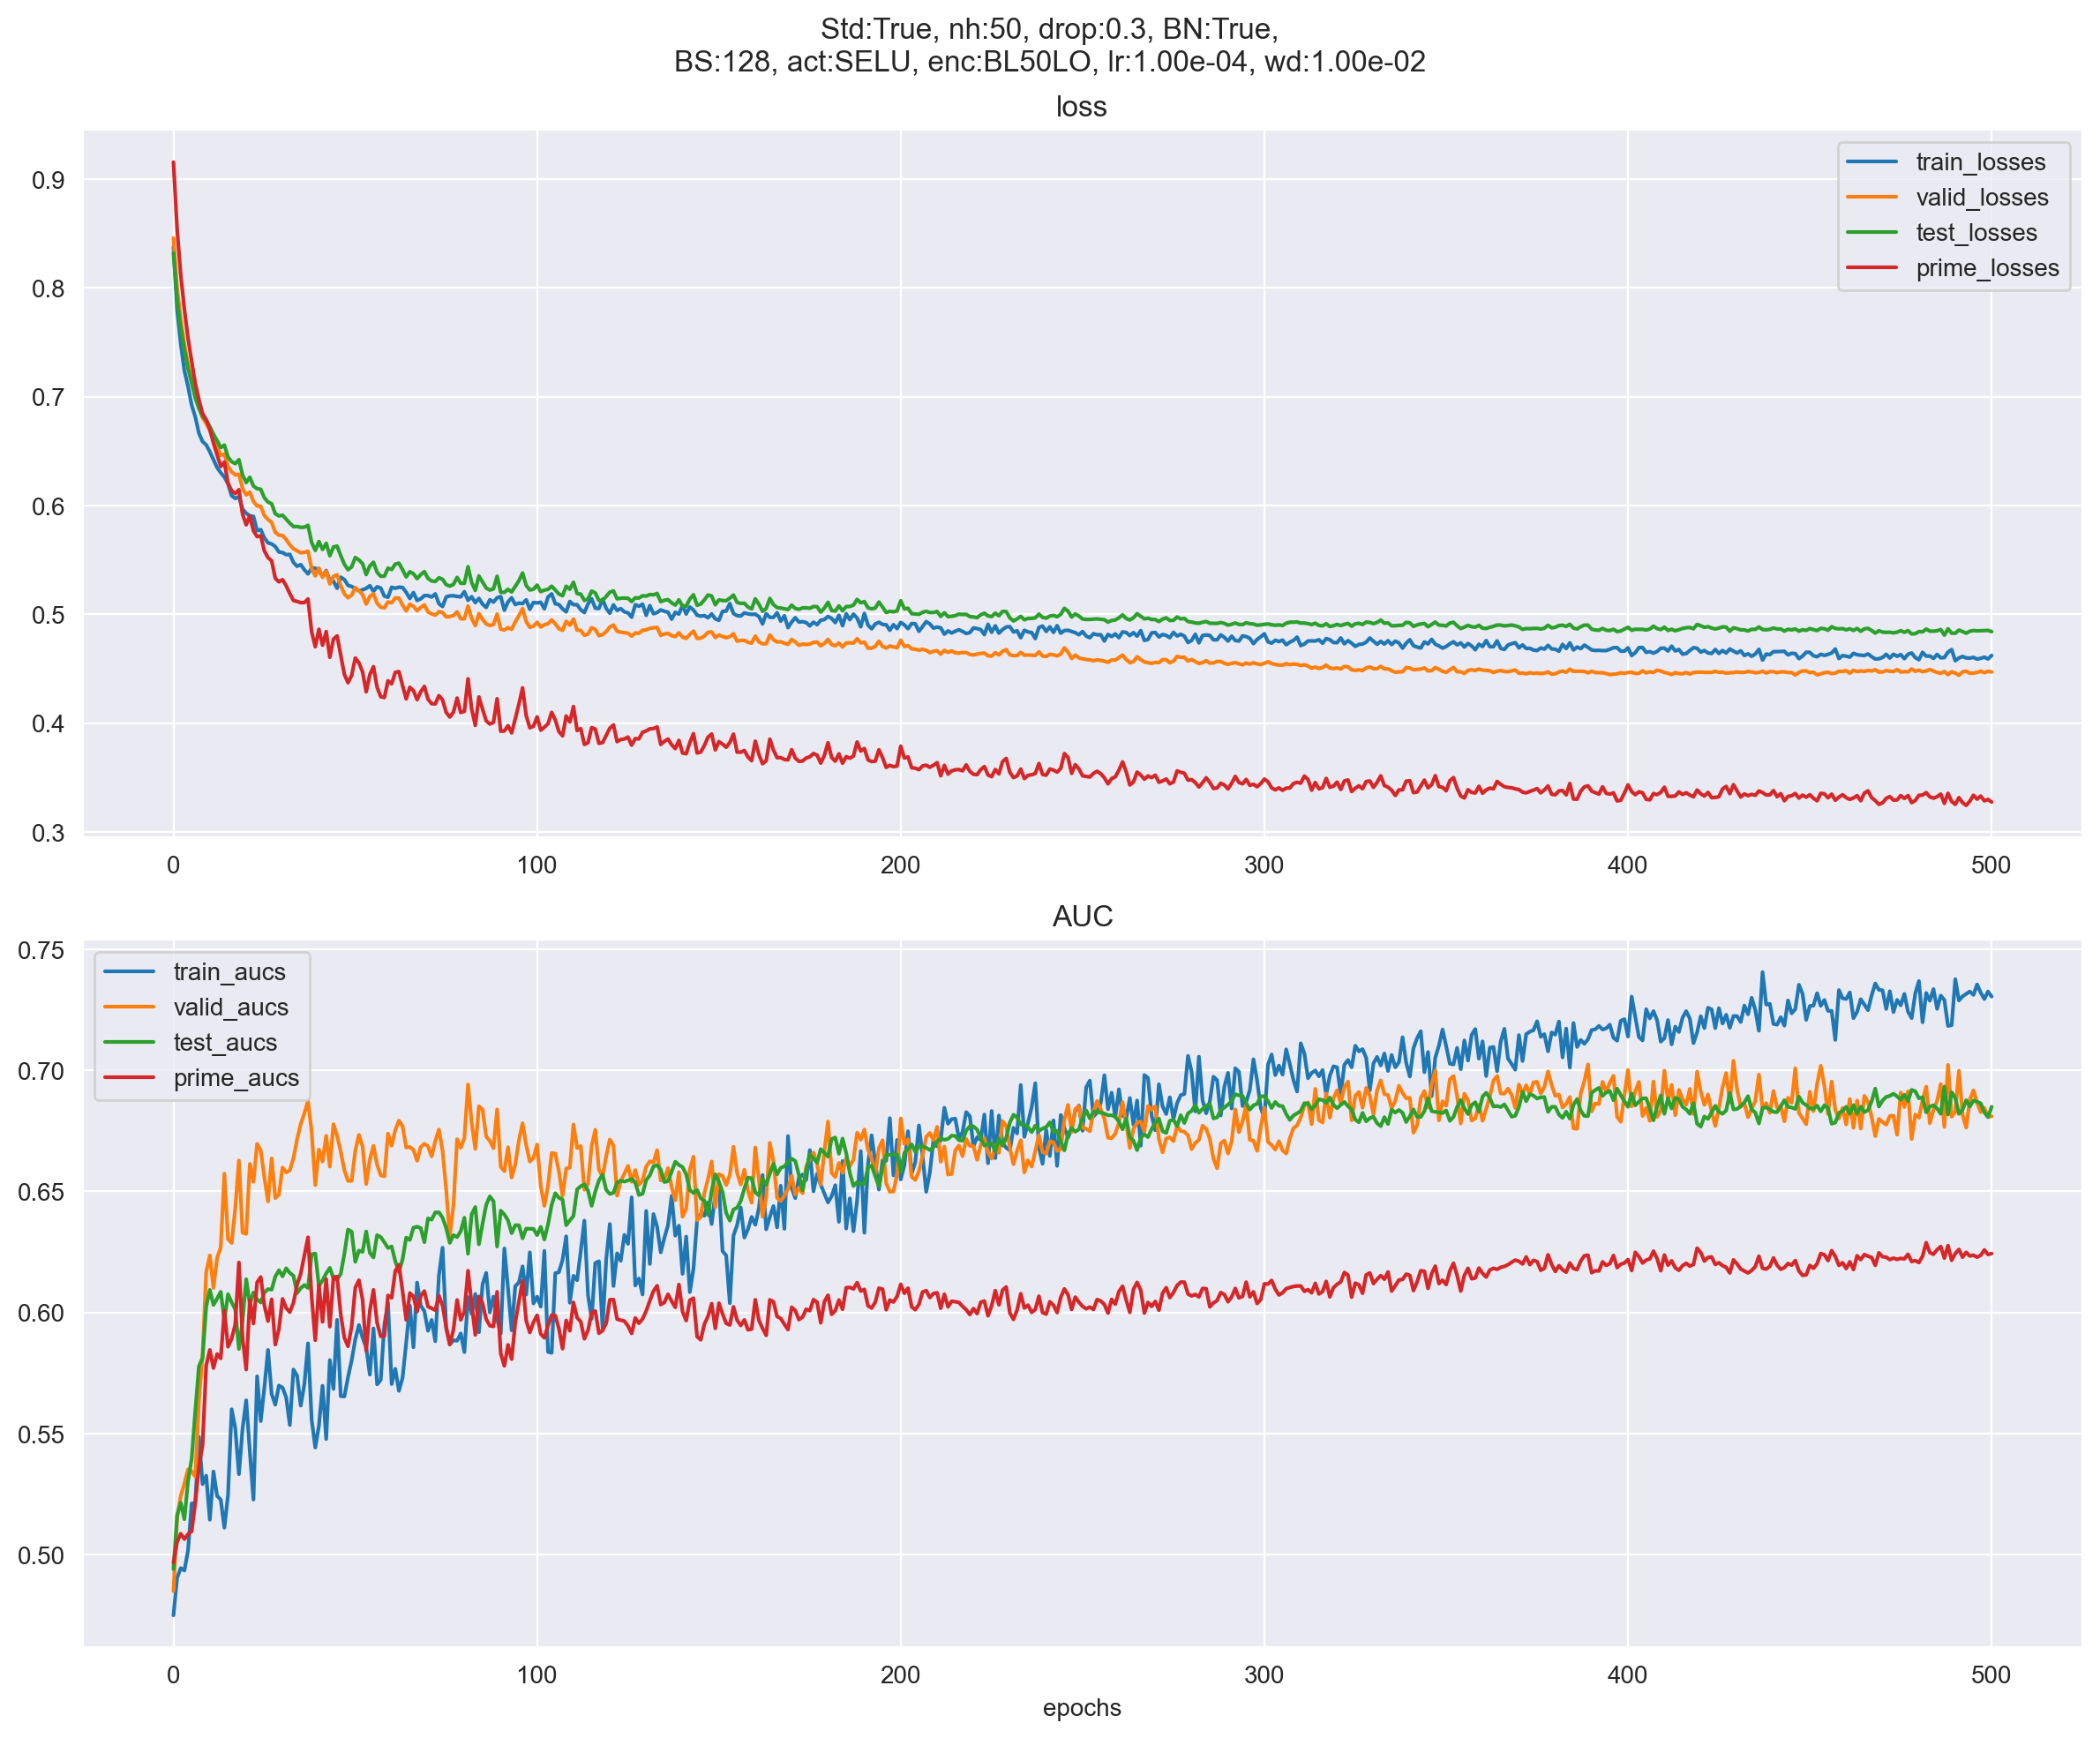 Std:True, nh:50, drop:0.3, BN:True,
BS:128, act:SELU, enc:BL50LO, lr:1.00e-04, wd:1.00e-02
loss
0.9
0.8
0.7
0.6
0.5
0.4
0.3
train_losses
valid_losses
test_losses
prime_losses
0 100 200 300 400 500
AUC
0.75
0.70
0.65
0.60
0.55
0.50
train_aucs
valid_aucs
test_aucs
prime_aucs
0 100 200 300 400 500
epochs